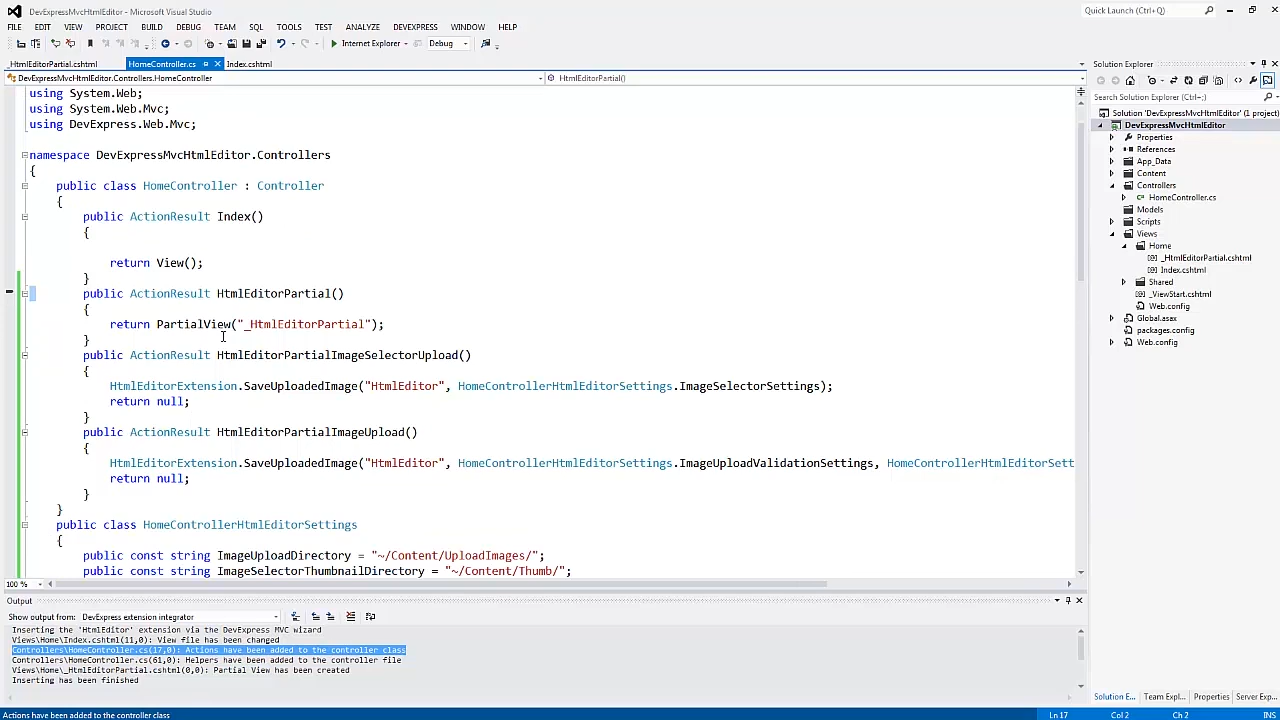 DevExpressMvcHtmlEditor - Microsoft Visual Studio
Quick Launch (Ctrl+Q)
FILE EDIT VIEW PROJECT BUILD DEBUG TEAM SQL TOOLS TEST ANALYZE DEVEXPRESS WINDOW HELP
Internet Explorer Debug
_HtmlEditorPartial.cshtml HomeController.cs Index.cshtml
DevExpressMvcHtmlEditor.Controllers.HomeController HtmlEditorPartial()
using System.Web;
using System.Web.Mvc;
using DevExpress.Web.Mvc;
namespace DevExpressMvcHtmlEditor.Controllers
{
public class HomeController : Controller
{
public ActionResult Index()
{
return View();
}
public ActionResult HtmlEditorPartial()
{
return PartialView("_HtmlEditorPartial");
}
public ActionResult HtmlEditorPartialImageSelectorUpload()
{
HtmlEditorExtension.SaveUploadedImage("HtmlEditor", HomeControllerHtmlEditorSettings.ImageSelectorSettings);
return null;
}
public ActionResult HtmlEditorPartialImageUpload()
{
HtmlEditorExtension.SaveUploadedImage("HtmlEditor", HomeControllerHtmlEditorSettings.ImageUploadValidationSettings, HomeControllerHtmlEditorSett
return null;
}
}
public class HomeControllerHtmlEditorSettings
{
public const string ImageUploadDirectory = "~/Content/UploadImages/";
public const string ImageSelectorThumbnailDirectory = "~/Content/Thumb/";
100 %
Output
Show output from: DevExpress extension integrator
Inserting the 'HtmlEditor' extension via the DevExpress MVC wizard
Views\Home\Index.cshtml(11,0): View file has been changed
Controllers\HomeController.cs(17,0): Actions have been added to the controller class
Controllers\HomeController.cs(61,0): Helpers have been added to the controller file
Views\Home\_HtmlEditorPartial.cshtml(0,0): Partial View has been created
Inserting has been finished
Solution Explorer
Search Solution Explorer (Ctrl+;)
Solution 'DevExpressMvcHtmlEditor' (1 project)
DevExpressMvcHtmlEditor
Properties
References
App_Data
Content
Controllers
HomeController.cs
Models
Scripts
Views
Home
_HtmlEditorPartial.cshtml
Index.cshtml
Shared
_ViewStart.cshtml
Web.config
Global.asax
packages.config
Web.config
Solution E... Team Expl... Properties Server Exp...
Actions have been added to the controller class Ln 17 Col 2 Ch 2 INS